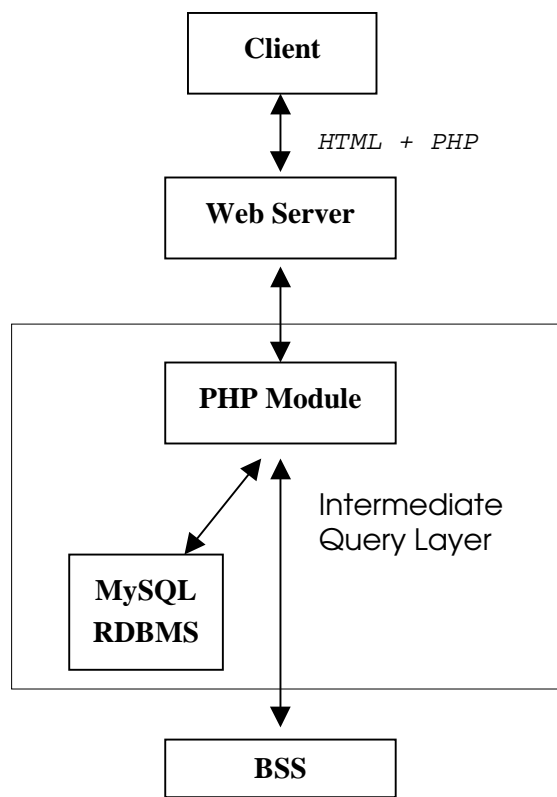 Client
HTML + PHP
Web Server
PHP Module
Intermediate
Query Layer
MySQL
RDBMS
BSS